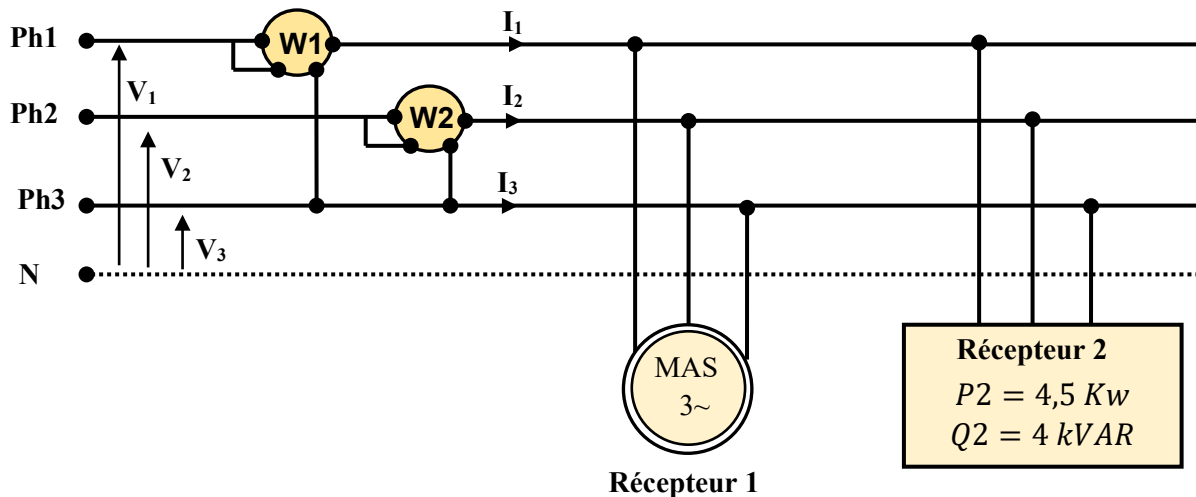 Ph1
W1
I₁
V₁
Ph2
W2
I₂
V₂
Ph3
I₃
V₃
N
MAS
3~
Récepteur 1
Récepteur 2
P2 = 4,5 Kw
Q2 = 4 kVAR